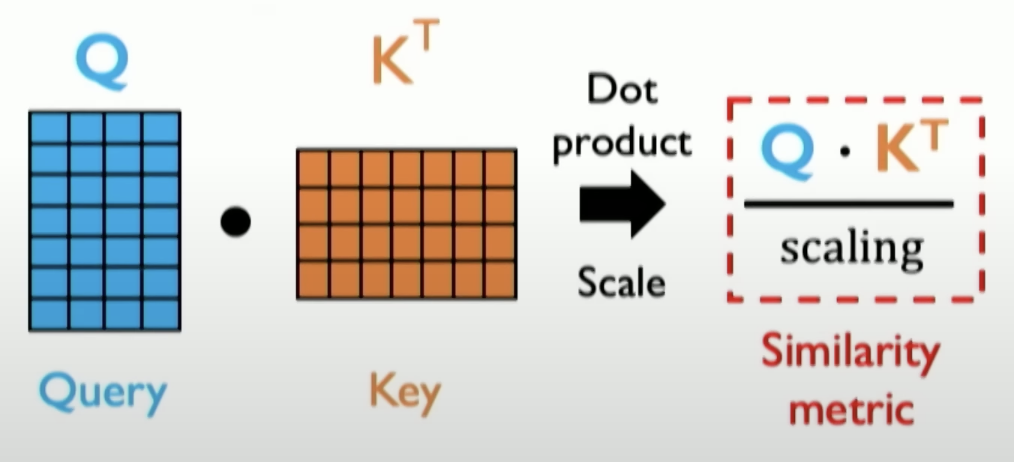 Q
K^T
Dot
product
Scale
Q · K^T
scaling
Query
Key
Similarity
metric